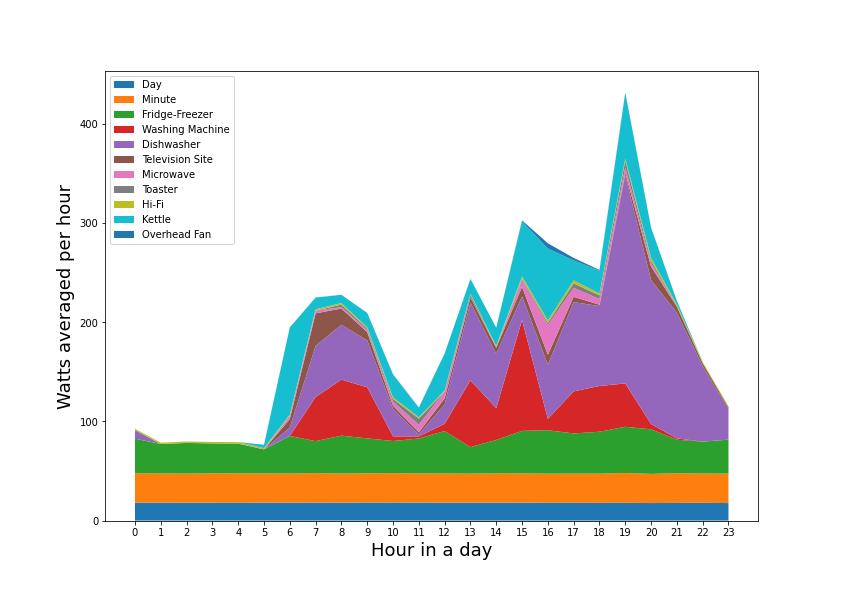 Day
Minute
Fridge-Freezer
Washing Machine
Dishwasher
Television Site
Microwave
Toaster
Hi-Fi
Kettle
Overhead Fan
Watts averaged per hour
400
300
200
100
0
0 1 2 3 4 5 6 7 8 9 10 11 12 13 14 15 16 17 18 19 20 21 22 23
Hour in a day